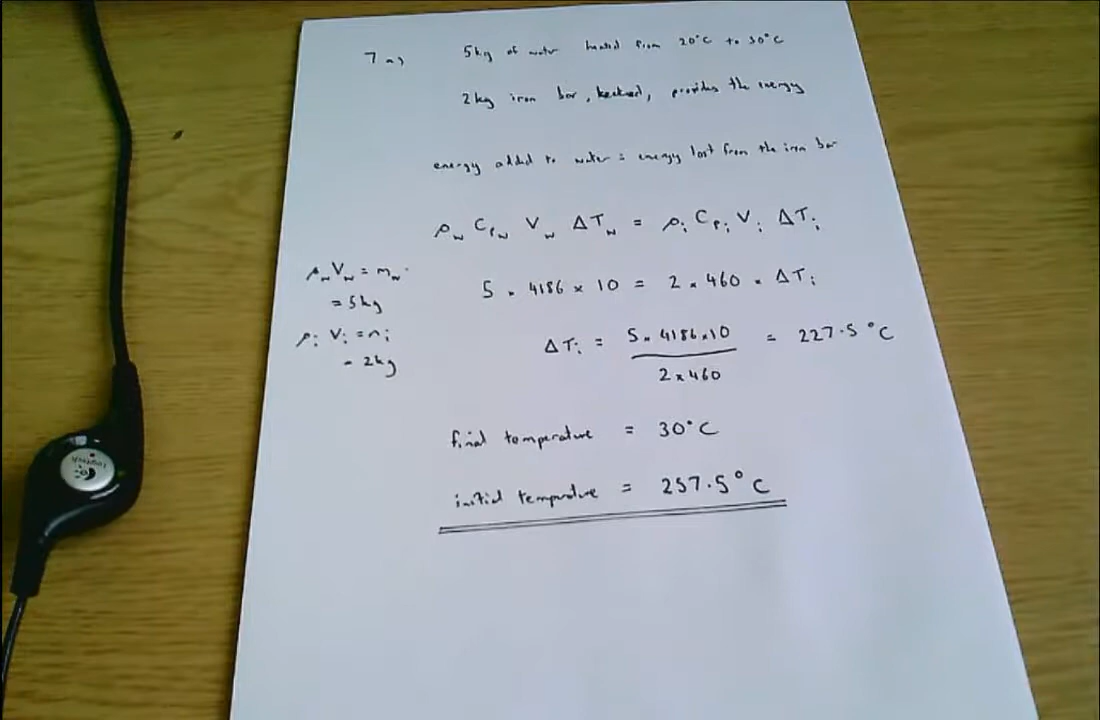 7 a) 5kg of water heated from 20°C to 30°C
2kg iron bar, heated, provides the energy
energy added to water = energy lost from the iron bar
ρw Cpw Vw ΔTw = ρi Cpi Vi ΔTi
ρw Vw = mw
= 5kg
5 × 4186 × 10 = 2 × 460 × ΔTi
ρi Vi = mi
= 2kg
ΔTi = 5 × 4186 × 10 / 2 × 460 = 227.5°C
final temperature = 30°C
initial temperature = 257.5°C
Logitech